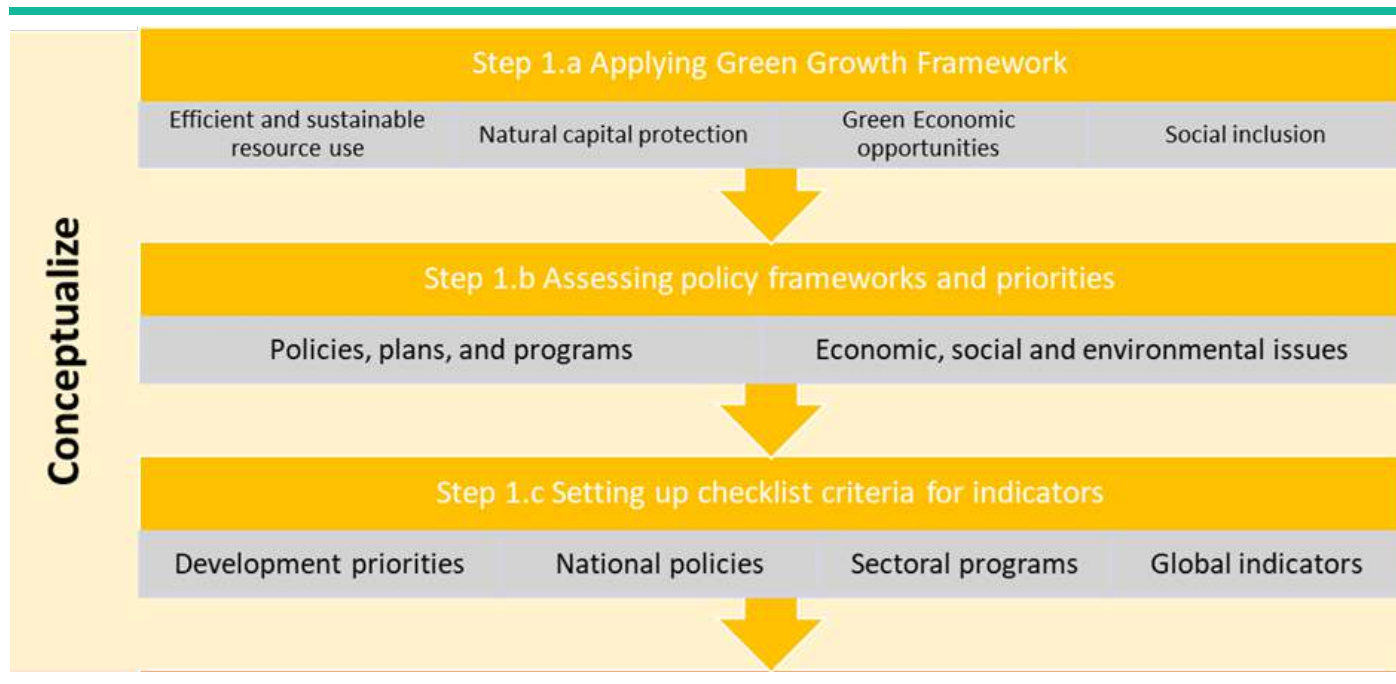 Conceptualize
Step 1.a Applying Green Growth Framework
Efficient and sustainable
resource use
Natural capital protection
Green Economic
opportunities
Social inclusion
Step 1.b Assessing policy frameworks and priorities
Policies, plans, and programs
Economic, social and environmental issues
Step 1.c Setting up checklist criteria for indicators
Development priorities
National policies
Sectoral programs
Global indicators